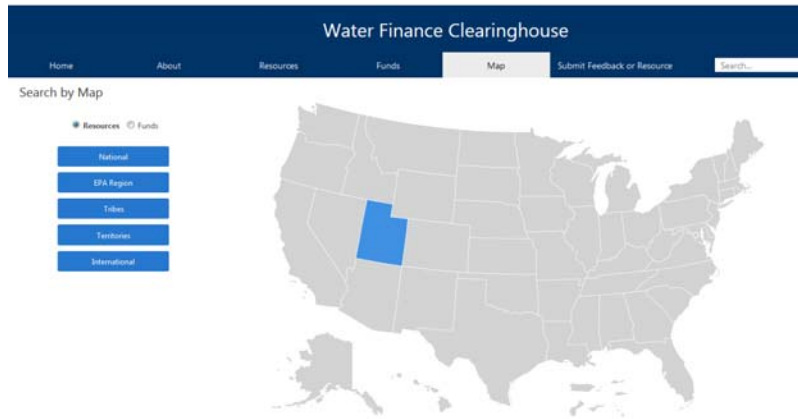 Water Finance Clearinghouse
Home About Resources Funds Map Submit Feedback or Resource Search...
Search by Map
Resources Funds
National
EPA Region
Tribes
Territories
International